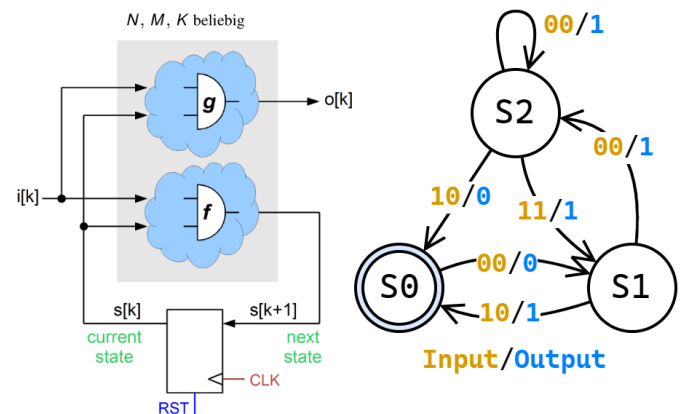 N, M, K beliebig
g
o[k]
i[k]
f
s[k]
s[k+1]
current
state
next
state
CLK
RST
00/1
S2
00/1
10/0
11/1
S0
00/0
S1
10/1
Input/Output